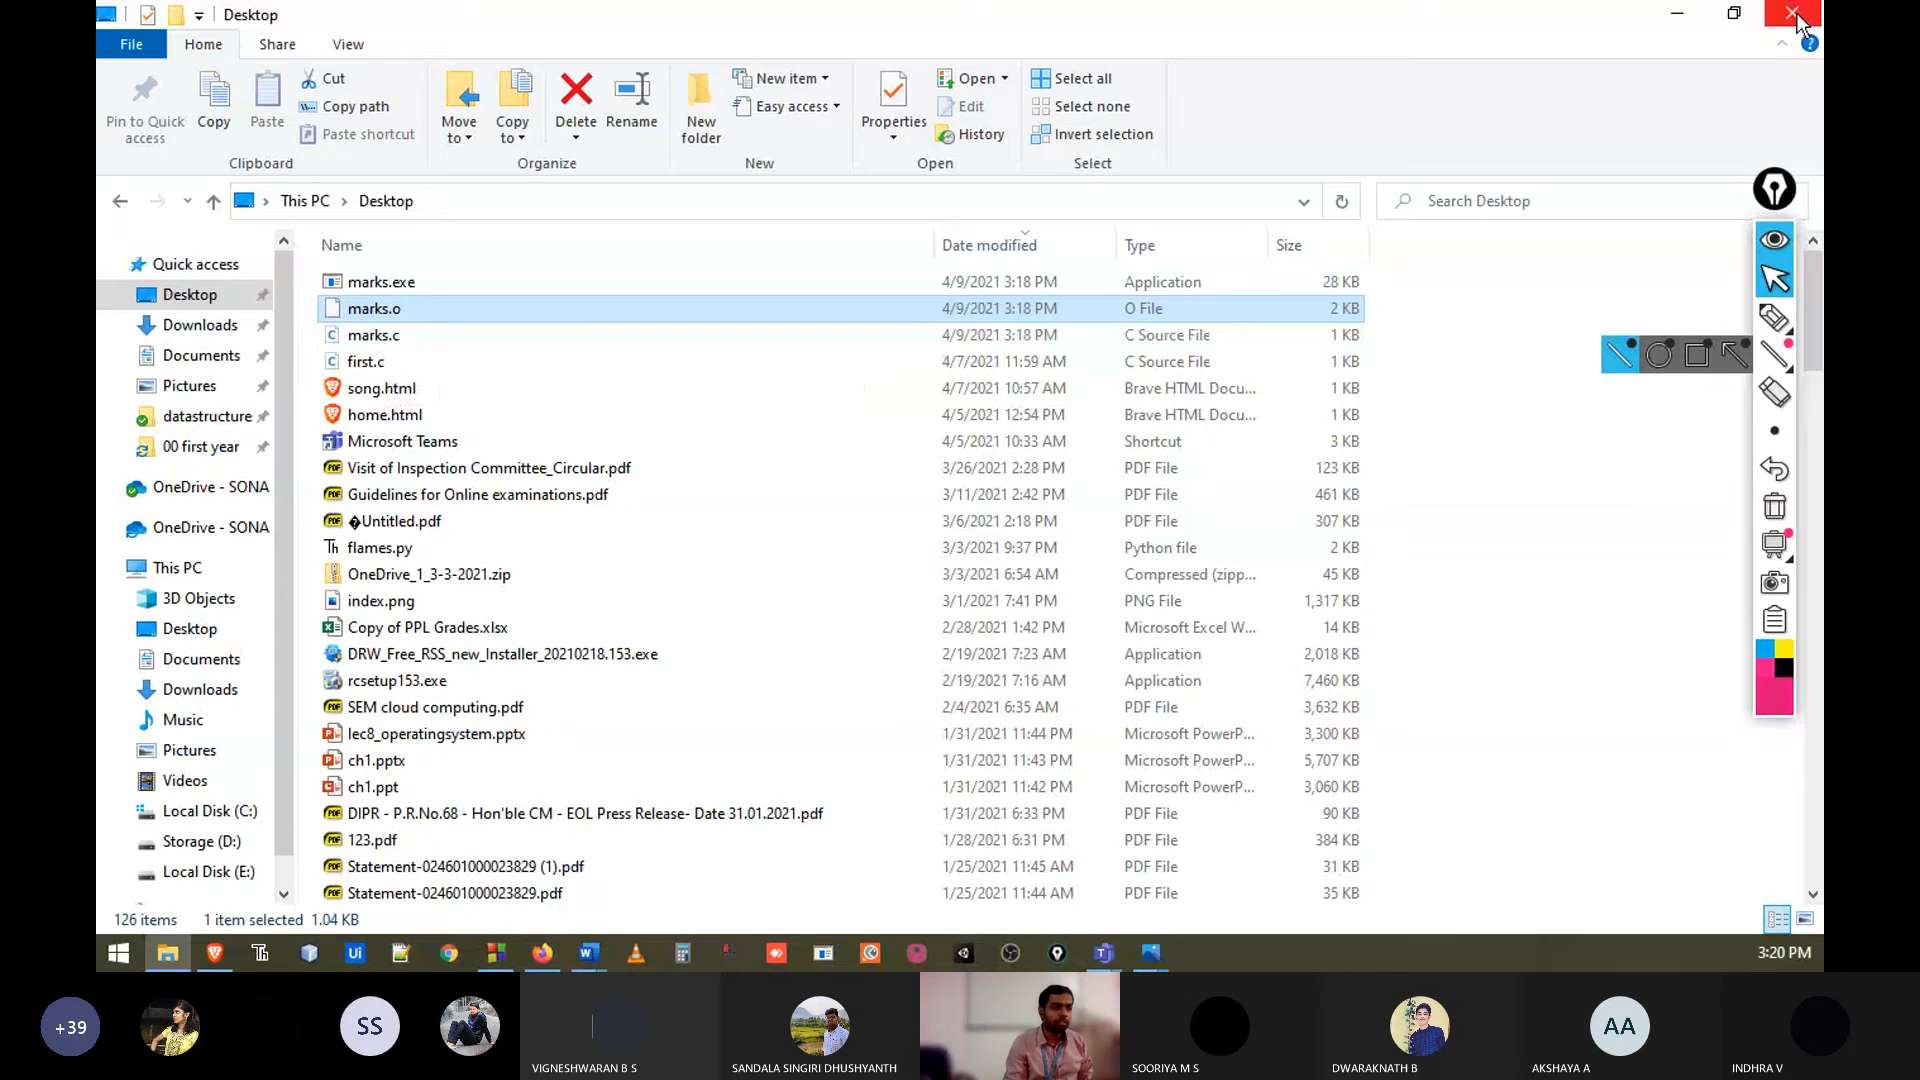 Desktop
File Home Share View
Pin to Quick access
Copy
Paste
Cut
Copy path
Paste shortcut
Clipboard
Move to
Copy to
Delete
Rename
Organize
New folder
New item
Easy access
New
Properties
Open
Edit
History
Open
Select all
Select none
Invert selection
Select
This PC > Desktop
Search Desktop
Quick access
Desktop
Downloads
Documents
Pictures
datastructure
00 first year
OneDrive - SONA
OneDrive - SONA
This PC
3D Objects
Desktop
Documents
Downloads
Music
Pictures
Videos
Local Disk (C:)
Storage (D:)
Local Disk (E:)
Name Date modified Type Size
marks.exe 4/9/2021 3:18 PM Application 28 KB
marks.o 4/9/2021 3:18 PM O File 2 KB
marks.c 4/9/2021 3:18 PM C Source File 1 KB
first.c 4/7/2021 11:59 AM C Source File 1 KB
song.html 4/7/2021 10:57 AM Brave HTML Docu... 1 KB
home.html 4/5/2021 12:54 PM Brave HTML Docu... 1 KB
Microsoft Teams 4/5/2021 10:33 AM Shortcut 3 KB
Visit of Inspection Committee_Circular.pdf 3/26/2021 2:28 PM PDF File 123 KB
Guidelines for Online examinations.pdf 3/11/2021 2:42 PM PDF File 461 KB
�Untitled.pdf 3/6/2021 2:18 PM PDF File 307 KB
flames.py 3/3/2021 9:37 PM Python file 2 KB
OneDrive_1_3-3-2021.zip 3/3/2021 6:54 AM Compressed (zipp... 45 KB
index.png 3/1/2021 7:41 PM PNG File 1,317 KB
Copy of PPL Grades.xlsx 2/28/2021 1:42 PM Microsoft Excel W... 14 KB
DRW_Free_RSS_new_Installer_20210218.153.exe 2/19/2021 7:23 AM Application 2,018 KB
rcsetup153.exe 2/19/2021 7:16 AM Application 7,460 KB
SEM cloud computing.pdf 2/4/2021 6:35 AM PDF File 3,632 KB
lec8_operatingsystem.pptx 1/31/2021 11:44 PM Microsoft PowerP... 3,300 KB
ch1.pptx 1/31/2021 11:43 PM Microsoft PowerP... 5,707 KB
ch1.ppt 1/31/2021 11:42 PM Microsoft PowerP... 3,060 KB
DIPR - P.R.No.68 - Hon'ble CM - EOL Press Release- Date 31.01.2021.pdf 1/31/2021 6:33 PM PDF File 90 KB
123.pdf 1/28/2021 6:31 PM PDF File 384 KB
Statement-024601000023829 (1).pdf 1/25/2021 11:45 AM PDF File 31 KB
Statement-024601000023829.pdf 1/25/2021 11:44 AM PDF File 35 KB
126 items 1 item selected 1.04 KB
3:20 PM
+39
SS
AA
VIGNESHWARAN B S
SANDALA SINGIRI DHUSHYANTH
SOORIYA M S
DWARAKNATH B
AKSHAYA A
INDHRA V